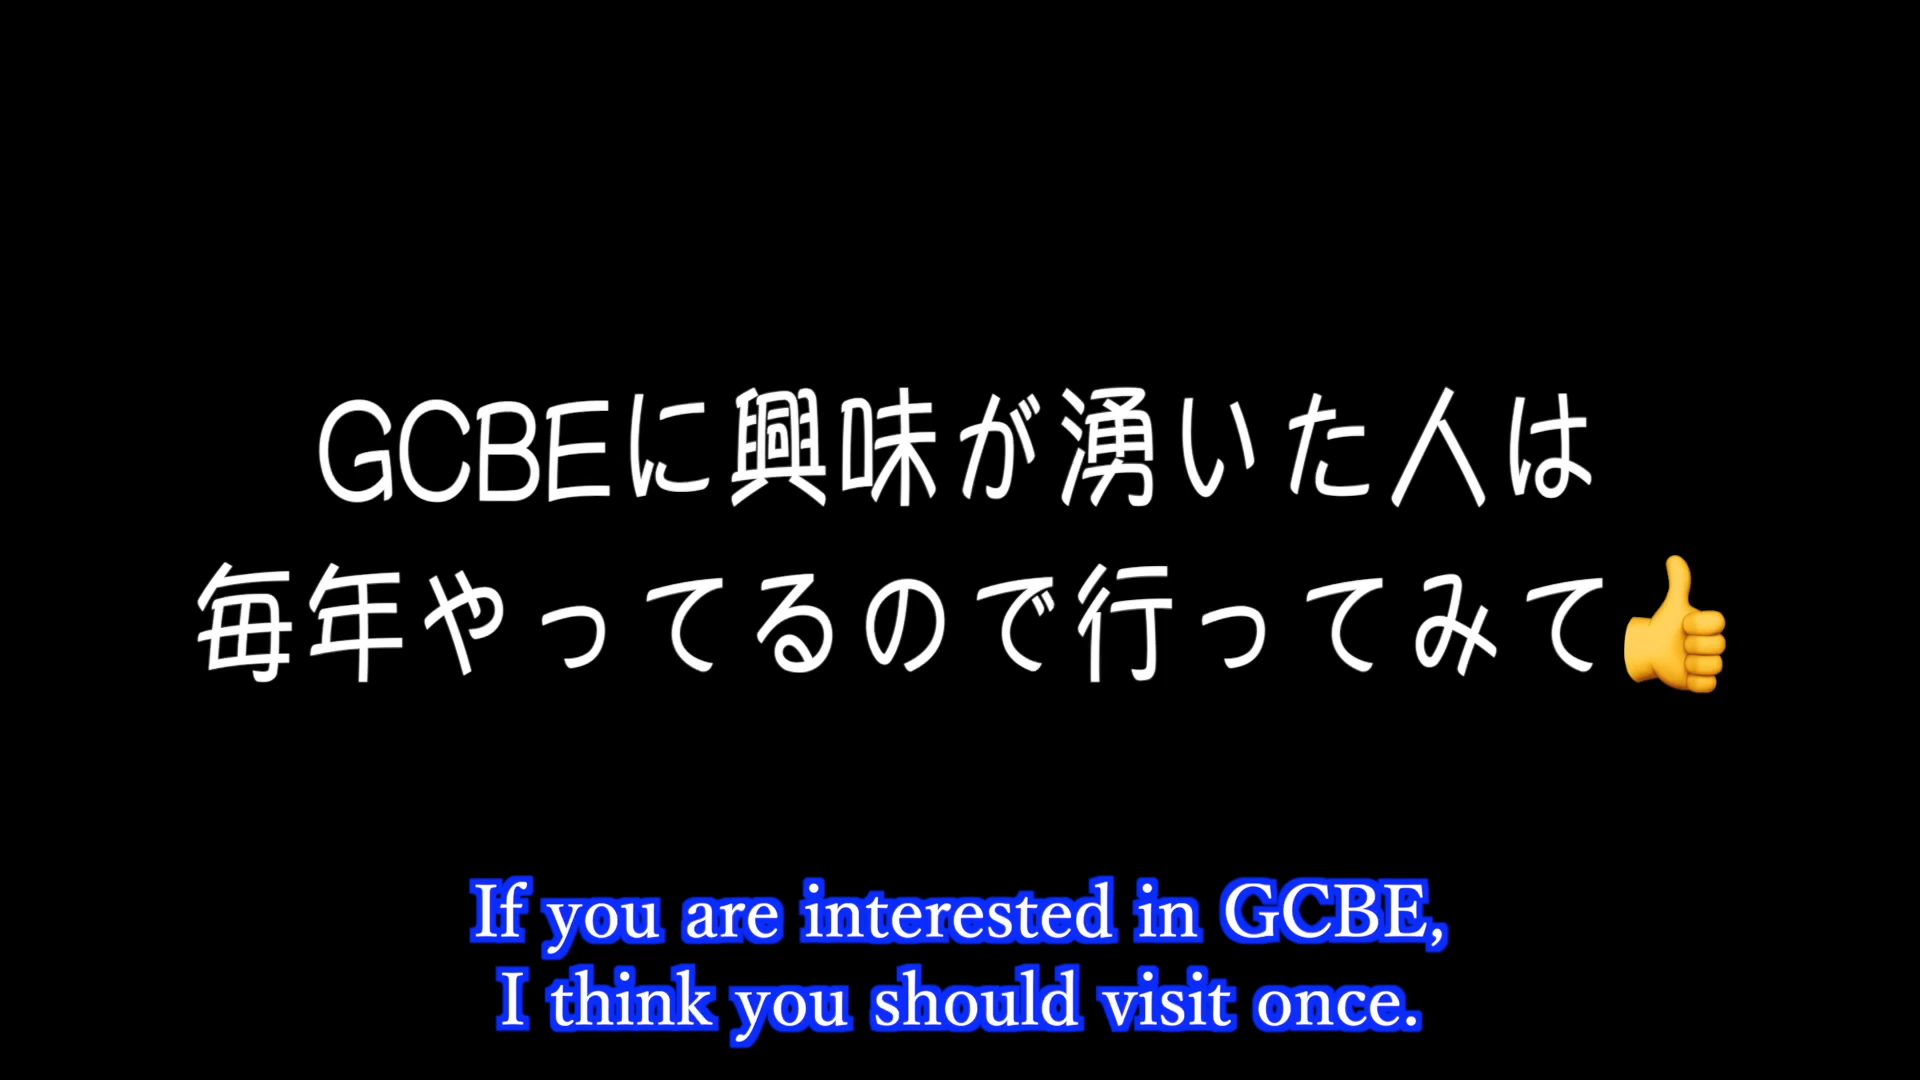 GCBEに興味が湧いた人は
毎年やってるので行ってみて👍
If you are interested in GCBE,
I think you should visit once.